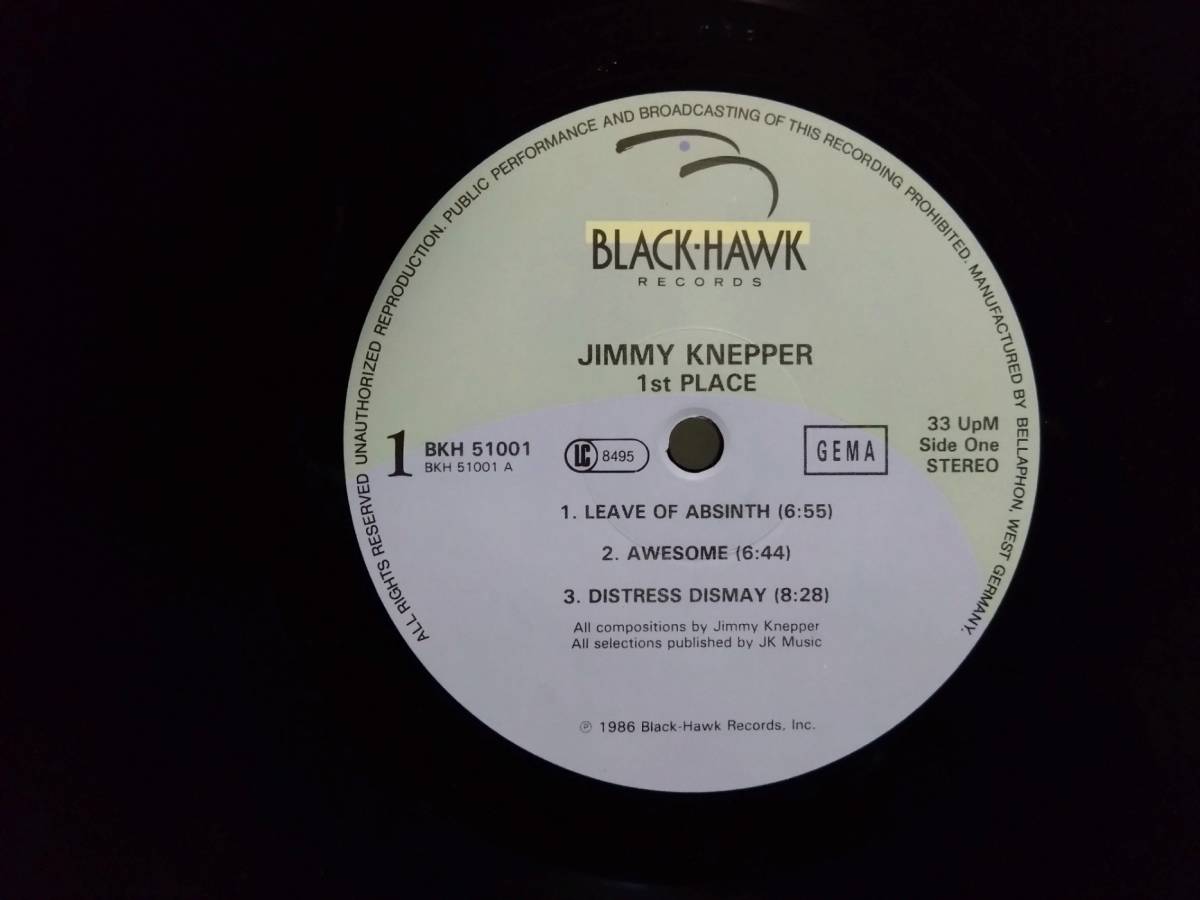 ALL RIGHTS RESERVED UNAUTHORIZED REPRODUCTION. PUBLIC PERFORMANCE AND BROADCASTING OF THIS RECORDING PROHIBITED. MANUFACTURED BY BELLAPHON, WEST GERMANY.
BLACK·HAWK
RECORDS
JIMMY KNEPPER
1st PLACE
1
BKH 51001
BKH 51001 A
LC 8495
GEMA
33 UpM
Side One
STEREO
1. LEAVE OF ABSINTH (6:55)
2. AWESOME (6:44)
3. DISTRESS DISMAY (8:28)
All compositions by Jimmy Knepper
All selections published by JK Music
℗ 1986 Black-Hawk Records, Inc.